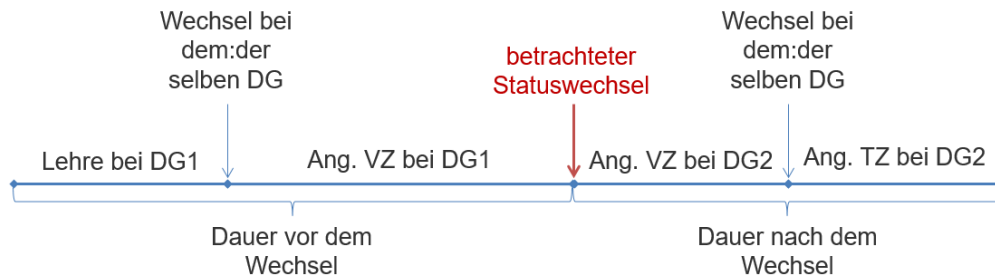 Wechsel bei
dem:der
selben DG
betrachteter
Statuswechsel
Wechsel bei
dem:der
selben DG
Lehre bei DG1
Ang. VZ bei DG1
Ang. VZ bei DG2
Ang. TZ bei DG2
Dauer vor dem
Wechsel
Dauer nach dem
Wechsel